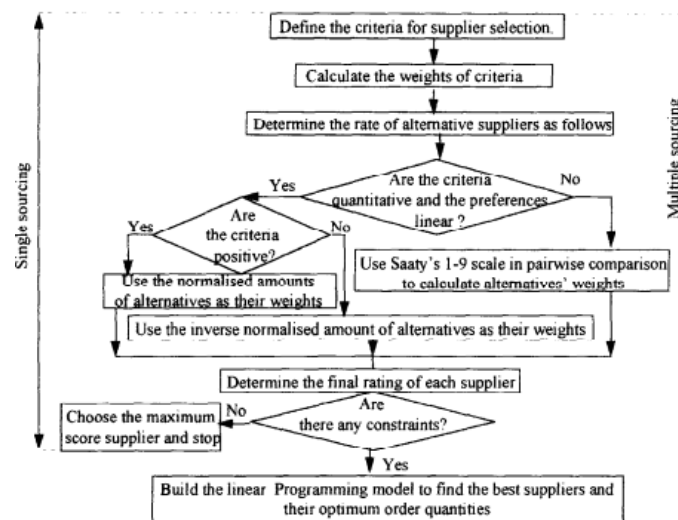 Define the criteria for supplier selection.
Calculate the weights of criteria
Determine the rate of alternative suppliers as follows
Single sourcing
Multiple sourcing
Yes
Are the criteria
quantitative and the preferences
linear ?
No
Yes
Are
the criteria
positive?
No
Use the normalised amounts
of alternatives as their weights
Use Saaty's 1-9 scale in pairwise comparison
to calculate alternatives' weights
Use the inverse normalised amount of alternatives as their weights
Determine the final rating of each supplier
Choose the maximum
score supplier and stop
No
Are
there any constraints?
Yes
Build the linear Programming model to find the best suppliers and
their optimum order quantities